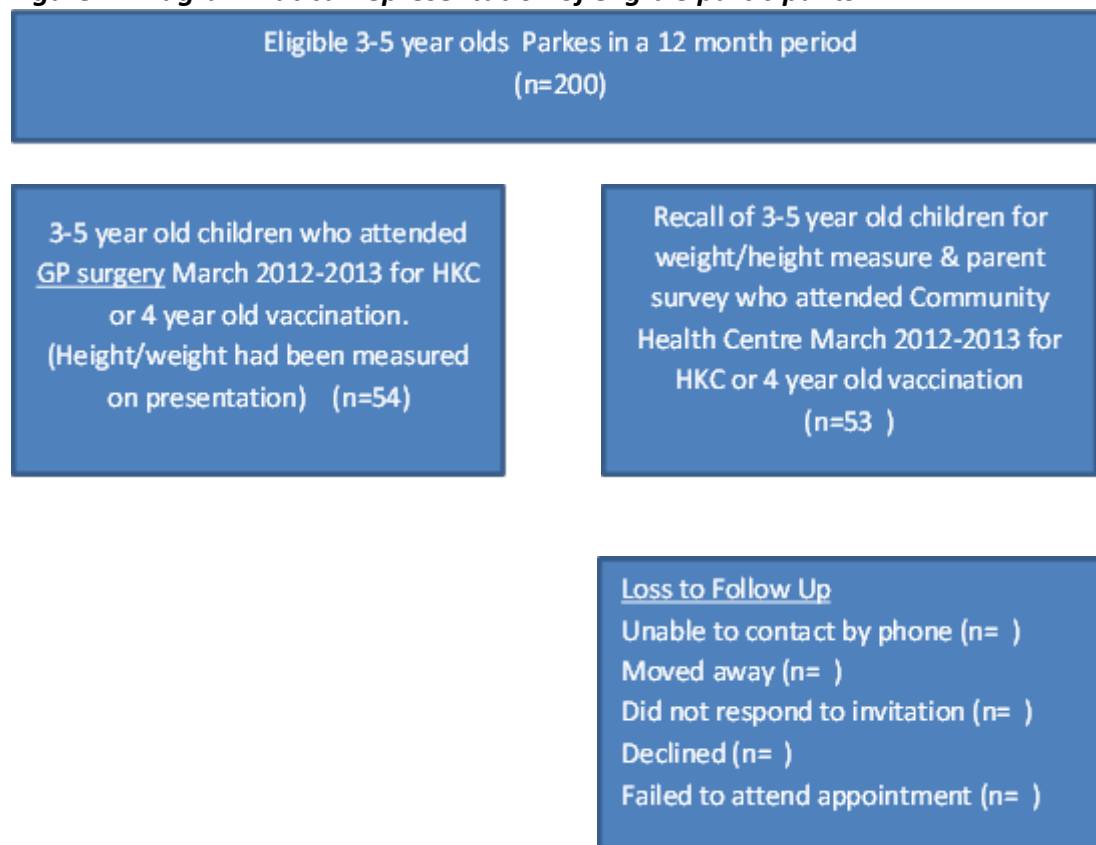 Eligible 3-5 year olds Parkes in a 12 month period
(n=200)
3-5 year old children who attended
GP surgery March 2012-2013 for HKC
or 4 year old vaccination.
(Height/weight had been measured
on presentation) (n=54)
Recall of 3-5 year old children for
weight/height measure & parent
survey who attended Community
Health Centre March 2012-2013 for
HKC or 4 year old vaccination
(n=53 )
Loss to Follow Up
Unable to contact by phone (n= )
Moved away (n= )
Did not respond to invitation (n= )
Declined (n= )
Failed to attend appointment (n= )